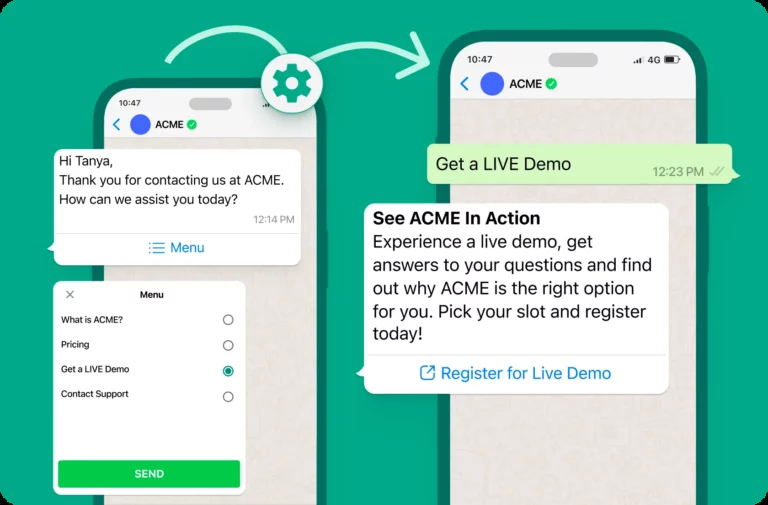 10:47
ACME
Hi Tanya,
Thank you for contacting us at ACME.
How can we assist you today?
12:14 PM
Menu
Menu
What is ACME?
Pricing
Get a LIVE Demo
Contact Support
SEND
10:47
4G
ACME
Get a LIVE Demo
12:23 PM
See ACME In Action
Experience a live demo, get
answers to your questions and find
out why ACME is the right option
for you. Pick your slot and register
today!
Register for Live Demo